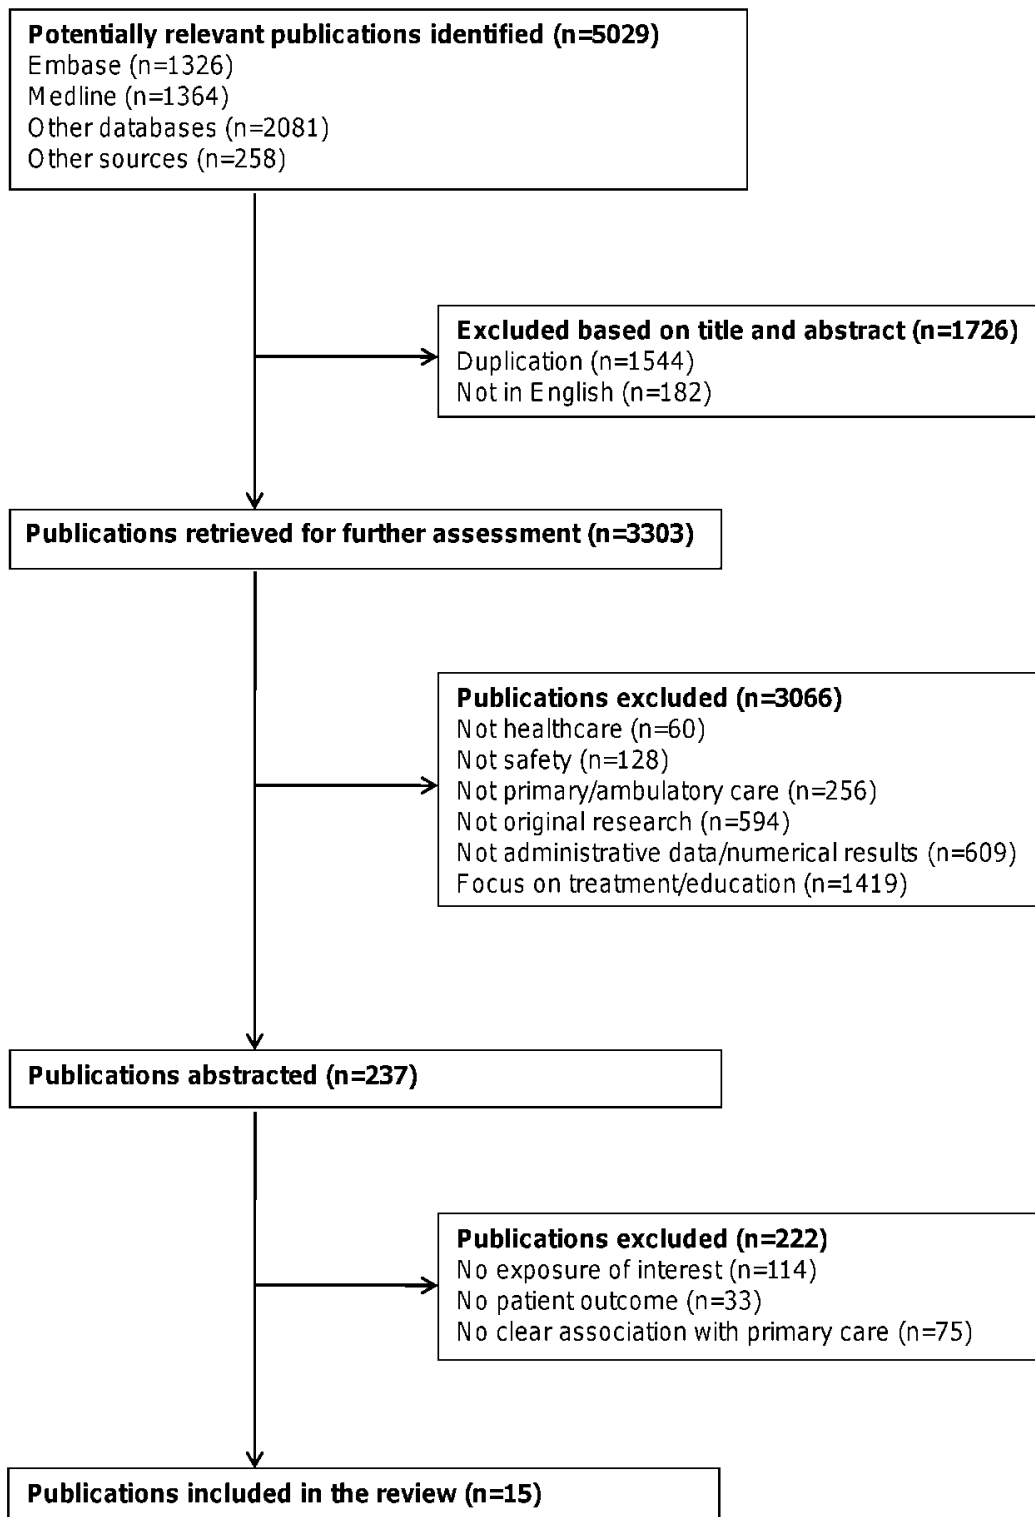 Potentially relevant publications identified (n=5029)
Embase (n=1326)
Medline (n=1364)
Other databases (n=2081)
Other sources (n=258)
Excluded based on title and abstract (n=1726)
Duplication (n=1544)
Not in English (n=182)
Publications retrieved for further assessment (n=3303)
Publications excluded (n=3066)
Not healthcare (n=60)
Not safety (n=128)
Not primary/ambulatory care (n=256)
Not original research (n=594)
Not administrative data/numerical results (n=609)
Focus on treatment/education (n=1419)
Publications abstracted (n=237)
Publications excluded (n=222)
No exposure of interest (n=114)
No patient outcome (n=33)
No clear association with primary care (n=75)
Publications included in the review (n=15)